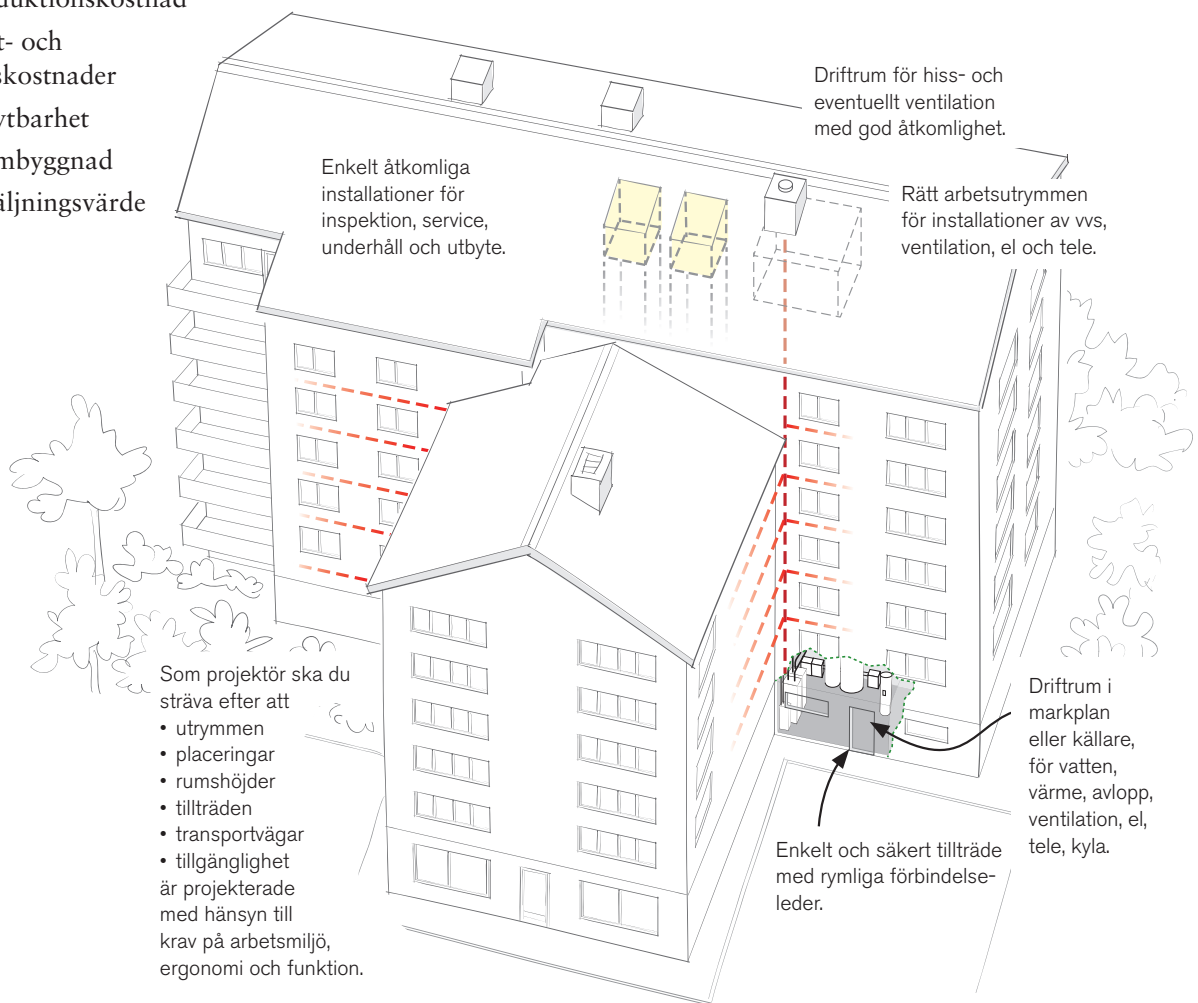 t- och
Driftrum för hiss- och
eventuellt ventilation
med god åtkomlighet.
Enkelt åtkomliga
installationer för
inspektion, service,
underhåll och utbyte.
Rätt arbetsutrymmen
för installationer av vvs,
ventilation, el och tele.
Som projektör ska du
sträva efter att
• utrymmen
• placeringar
• rumshöjder
• tillträden
• transportvägar
• tillgänglighet
är projekterade
med hänsyn till
krav på arbetsmiljö,
ergonomi och funktion.
Enkelt och säkert tillträde
med rymliga förbindelse-
leder.
Driftrum i
markplan
eller källare,
för vatten,
värme, avlopp,
ventilation, el,
tele, kyla.